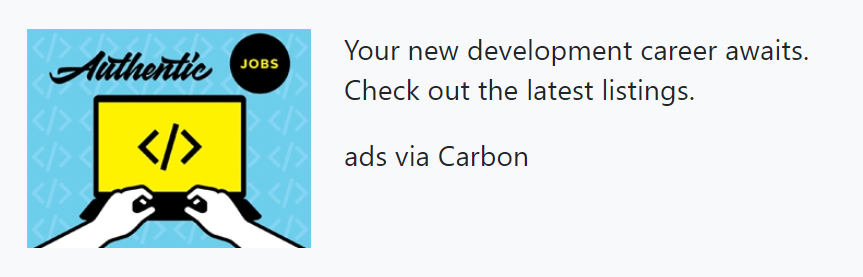 Authentic JOBS
</>
Your new development career awaits.
Check out the latest listings.
ads via Carbon